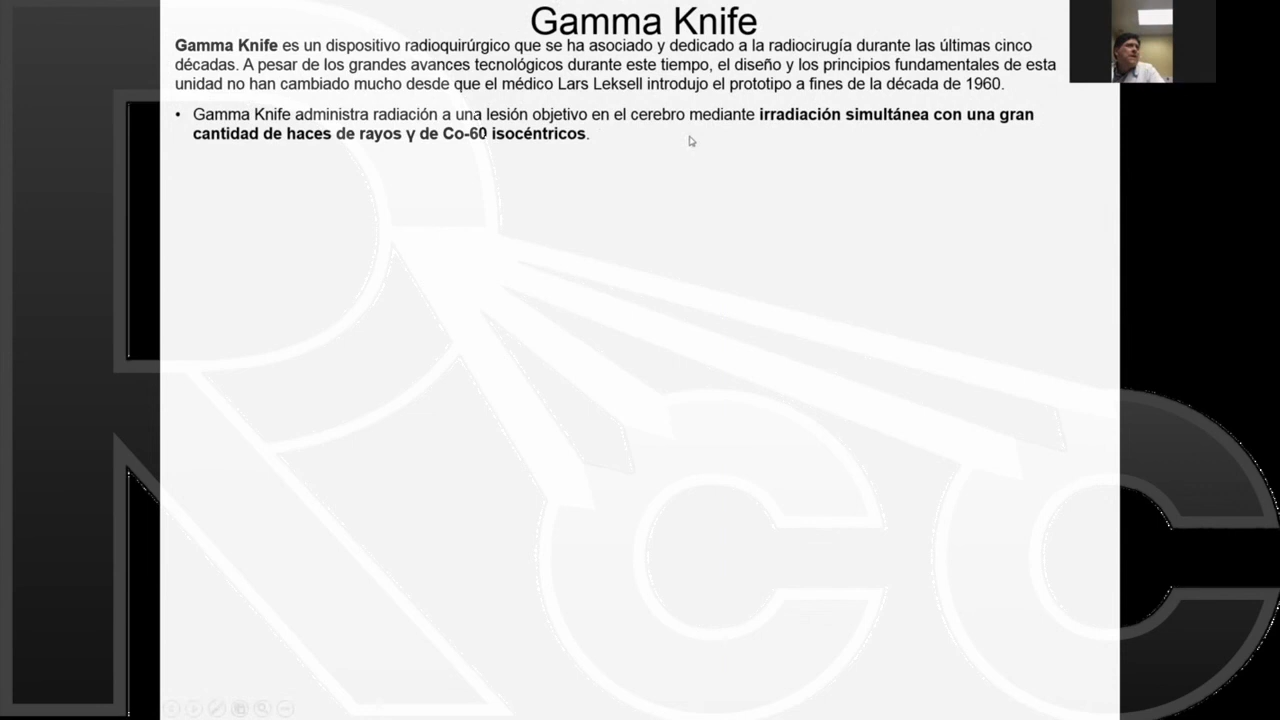 Gamma Knife
Gamma Knife es un dispositivo radioquirúrgico que se ha asociado y dedicado a la radiocirugía durante las últimas cinco
décadas. A pesar de los grandes avances tecnológicos durante este tiempo, el diseño y los principios fundamentales de esta
unidad no han cambiado mucho desde que el médico Lars Leksell introdujo el prototipo a fines de la década de 1960.
• Gamma Knife administra radiación a una lesión objetivo en el cerebro mediante irradiación simultánea con una gran
cantidad de haces de rayos γ de Co-60 isocéntricos.
RCC